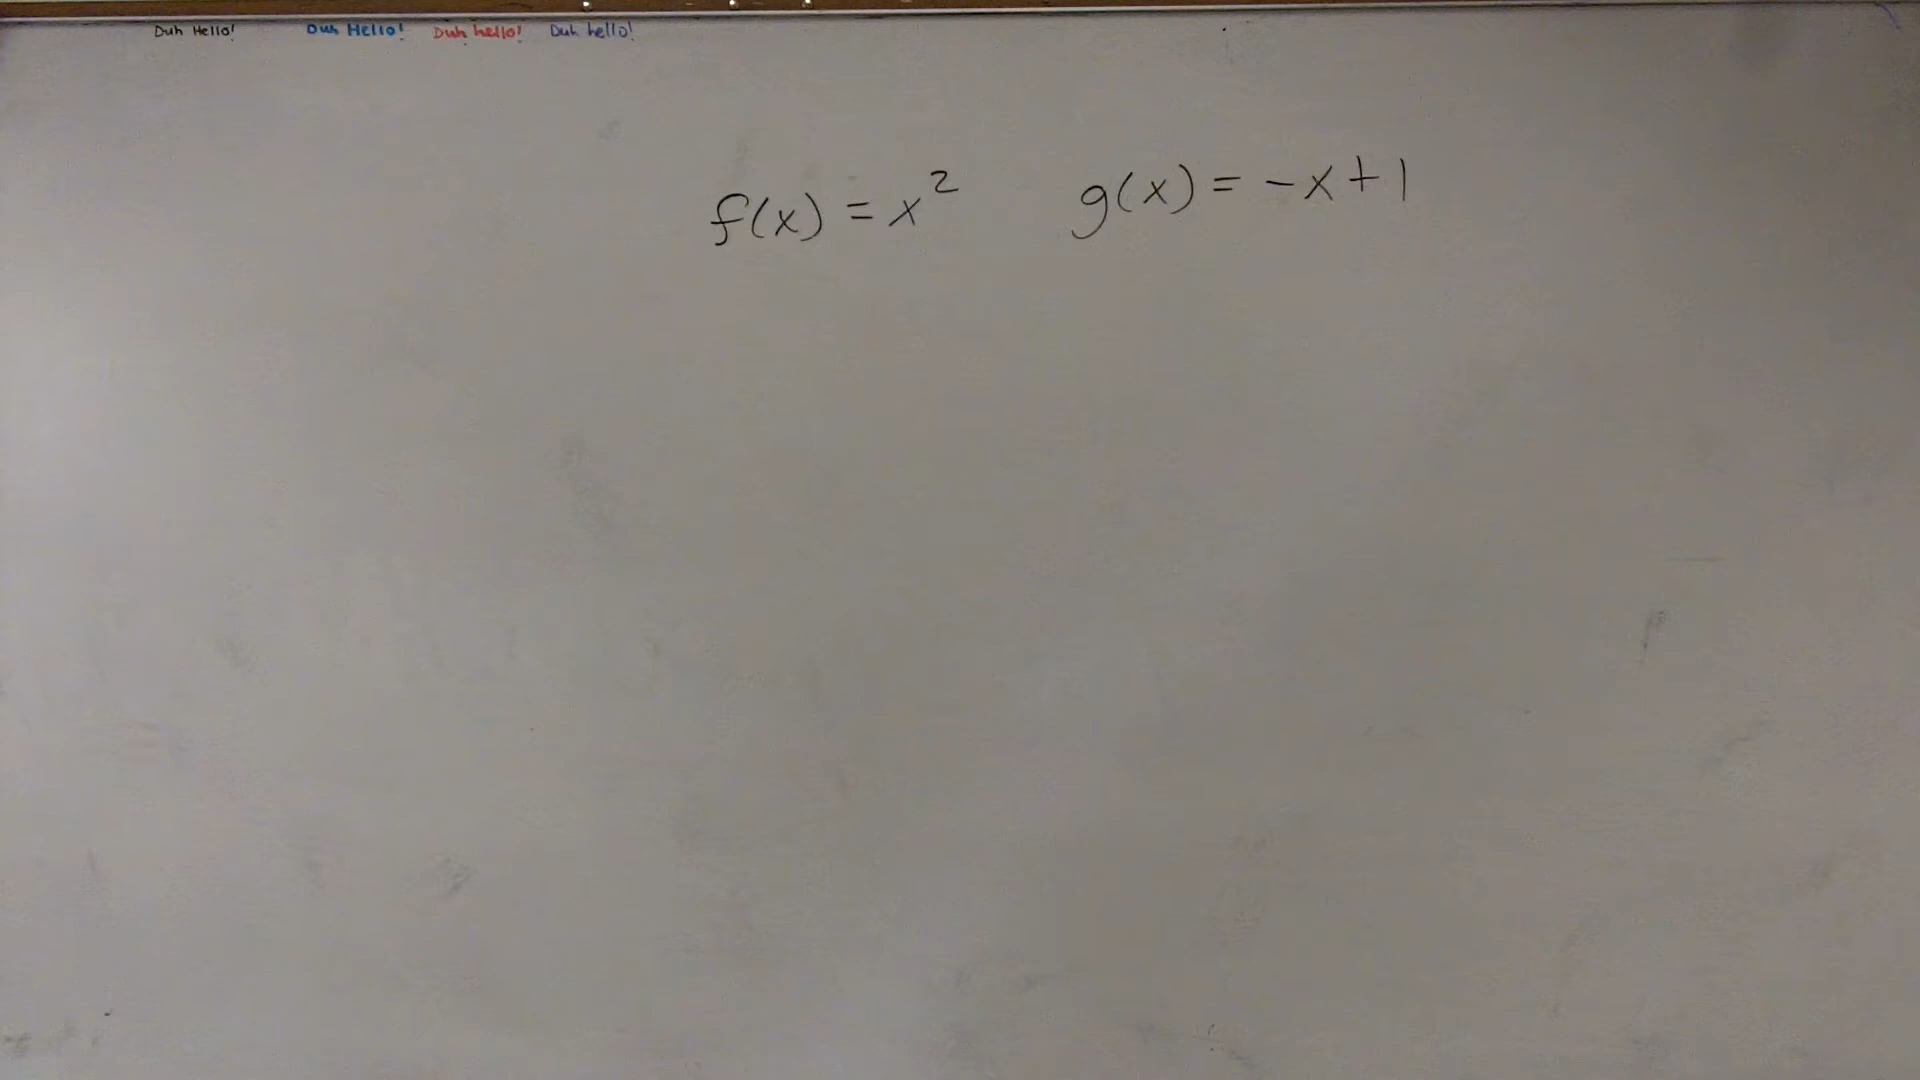 Duh Hello! Duh Hello! Duh hello! Duh hello!
f(x) = x² g(x) = -x+1